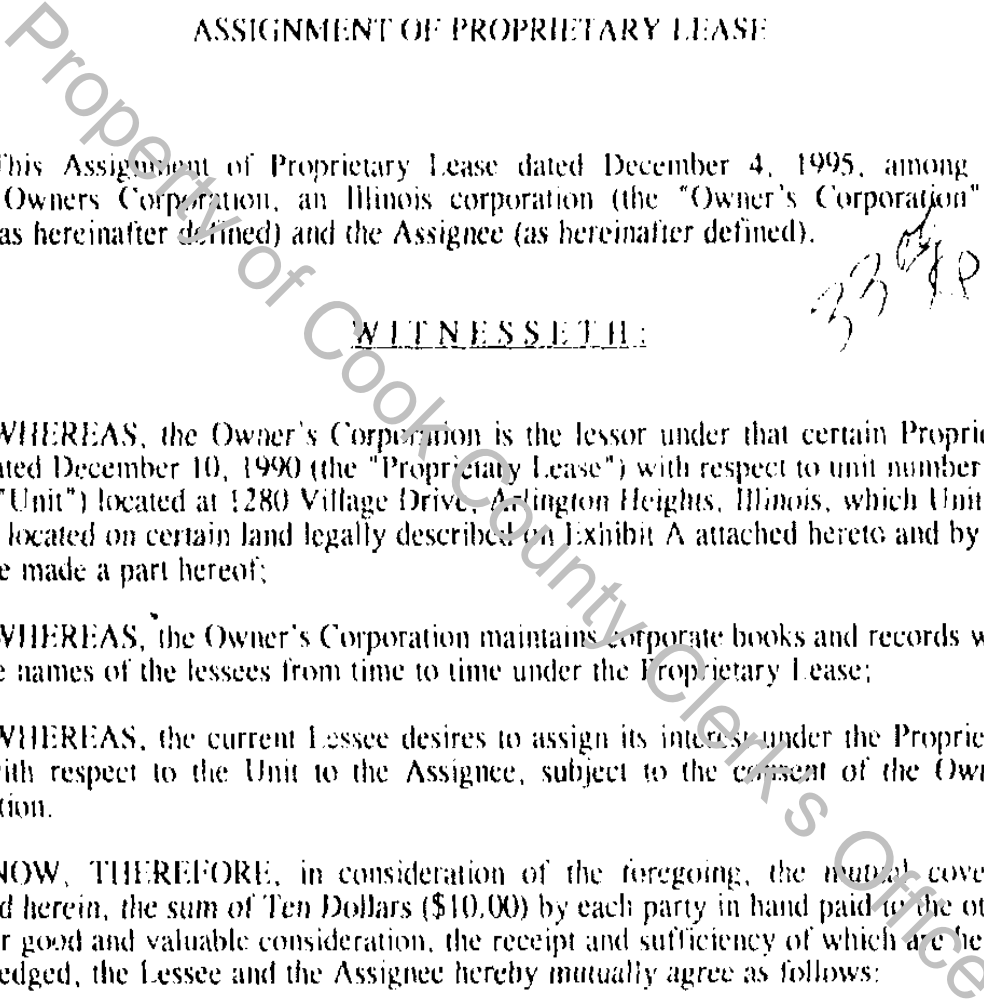 ASSIGNMENT OF PROPRIETARY LEASE
This Assignment of Proprietary Lease dated December 4, 1995, among
Owners Corporation, an Illinois corporation (the "Owner's Corporation"
as hereinafter defined) and the Assignee (as hereinafter defined).
33
WITNESSETH:
WHEREAS, the Owner's Corporation is the lessor under that certain Proprie
ated December 10, 1990 (the "Proprietary Lease") with respect to unit number
"Unit") located at 1280 Village Drive, Arlington Heights, Illinois, which Unit
located on certain land legally described on Exhibit A attached hereto and by
e made a part hereof;
WHEREAS, the Owner's Corporation maintains corporate books and records w
e names of the lessees from time to time under the Proprietary Lease;
WHEREAS, the current Lessee desires to assign its interest under the Proprie
ith respect to the Unit to the Assignee, subject to the consent of the Own
tion.
NOW, THEREFORE, in consideration of the foregoing, the mutual cove
d herein, the sum of Ten Dollars ($10.00) by each party in hand paid to the ot
r good and valuable consideration, the receipt and sufficiency of which are he
edged, the Lessee and the Assignee hereby mutually agree as follows:
Property of Cook County Clerk's Office